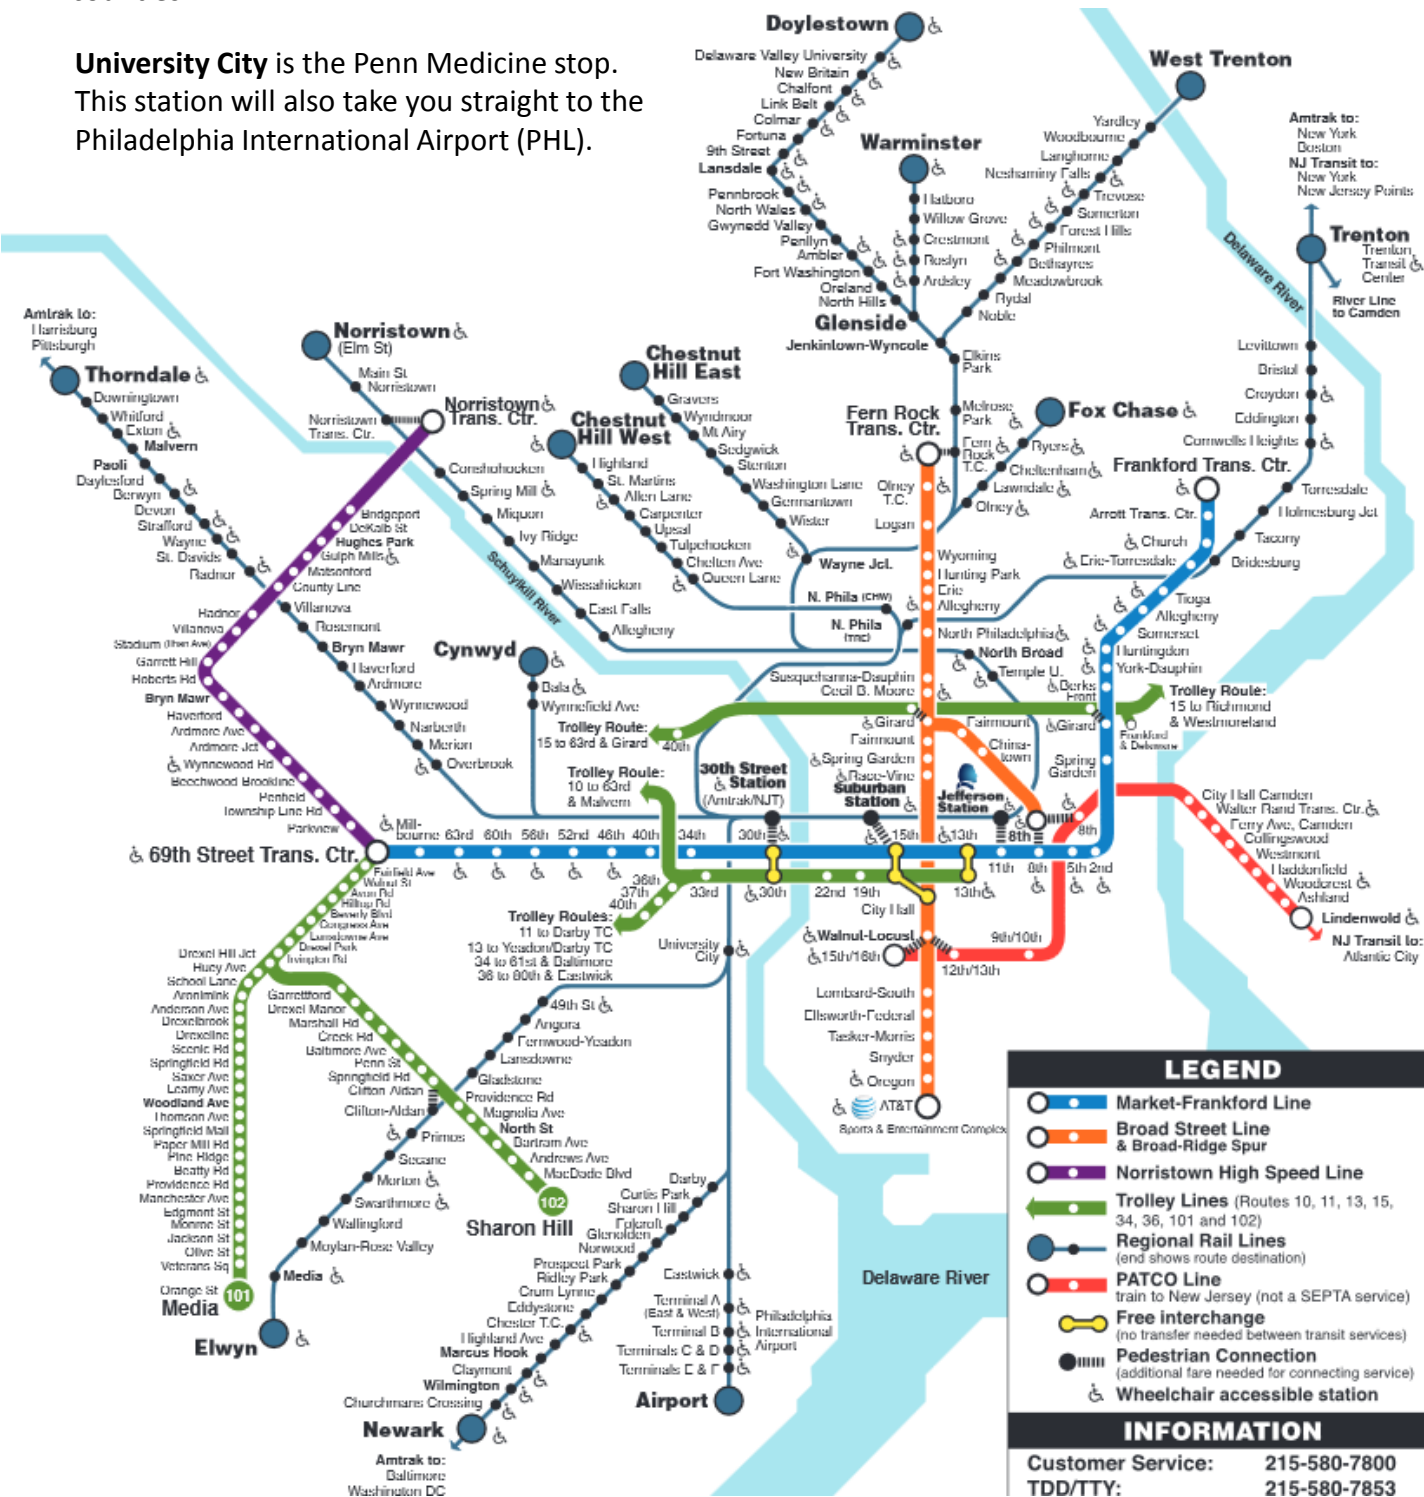 University City is the Penn Medicine stop.
This station will also take you straight to the
Philadelphia International Airport (PHL).
Doylestown
Delaware Valley University
New Britain
Chalfont
Link Belt
Colmar
Fortuna
9th Street
Lansdale
Pennbrook
North Wales
Gwynedd Valley
Penllyn
Ambler
Fort Washington
Oreland
North Hills
Glenside
Jenkintown-Wyncote
Warminster
Hatboro
Willow Grove
Crestmont
Roslyn
Ardsley
West Trenton
Yardley
Woodbourne
Langhorne
Neshaminy Falls
Trevose
Somerton
Forest Hills
Philmont
Bethayres
Meadowbrook
Rydal
Noble
Elkins
Park
Melrose
Park
Fern
Rock
T.C.
Amtrak to:
New York
Boston
NJ Transit to:
New York
New Jersey Points
Trenton
Trenton
Transit
Center
River Line
to Camden
Delaware River
Levittown
Bristol
Croydon
Eddington
Cornwells Heights
Torresdale
Holmesburg Jct
Tacony
Bridesburg
Amtrak to:
Harrisburg
Pittsburgh
Thorndale
Downingtown
Whitford
Exton
Malvern
Paoli
Daylesford
Berwyn
Devon
Strafford
Wayne
St. Davids
Radnor
Villanova
Rosemont
Bryn Mawr
Haverford
Ardmore
Wynnewood
Narberth
Merion
Overbrook
Norristown
(Elm St)
Main St
Norristown
Norristown
Trans. Ctr.
Norristown
Trans. Ctr.
Conshohocken
Spring Mill
Miquon
Ivy Ridge
Manayunk
Wissahickon
East Falls
Allegheny
Schuylkill River
Bridgeport
DeKalb St
Hughes Park
Gulph Mills
Matsonford
County Line
Radnor
Villanova
Stadium (Ithan Ave)
Garrett Hill
Roberts Rd
Bryn Mawr
Haverford
Ardmore Ave
Ardmore Jct
Wynnewood Rd
Beechwood Brookline
Penfield
Township Line Rd
Parkview
69th Street Trans. Ctr.
Chestnut
Hill East
Gravers
Wyndmoor
Mt Airy
Sedgwick
Stenton
Washington Lane
Germantown
Wister
Wayne Jct.
Chestnut
Hill West
Highland
St. Martins
Allen Lane
Carpenter
Upsal
Tulpehocken
Chelten Ave
Queen Lane
N. Phila (CHW)
N. Phila
(TRE)
Fern Rock
Trans. Ctr.
Olney
T.C.
Logan
Wyoming
Hunting Park
Erie
Allegheny
North Philadelphia
North Broad
Temple U.
Susquehanna-Dauphin
Cecil B. Moore
Girard
Fairmount
Spring Garden
Race-Vine
Fairmount
China-
town
Fox Chase
Ryers
Cheltenham
Lawndale
Olney
Frankford Trans. Ctr.
Arrott Trans. Ctr.
Church
Erie-Torresdale
Tioga
Allegheny
Somerset
Huntingdon
York-Dauphin
Berks
Front
Girard
Frankford
& Delaware
Spring
Garden
Trolley Route:
15 to Richmond
& Westmoreland
Cynwyd
Bala
Wynnefield Ave
Trolley Route:
15 to 63rd & Girard
40th
Trolley Route:
10 to 63rd
& Malvern
30th Street
Station
(Amtrak/NJT)
Suburban
Station
Jefferson
Station
Mill-
bourne
63rd
60th
56th
52nd
46th
40th
34th
30th
15th
13th
11th
8th
5th
2nd
8th
8th
36th
37th
40th
33rd
30th
22nd
19th
13th
City Hall
Trolley Routes:
11 to Darby TC
13 to Yeadon/Darby TC
34 to 61st & Baltimore
36 to 80th & Eastwick
University
City
Walnut-Locust
15th/16th
12th/13th
9th/10th
Lombard-South
Ellsworth-Federal
Tasker-Morris
Snyder
Oregon
AT&T
Sports & Entertainment Complex
City Hall Camden
Walter Rand Trans. Ctr.
Ferry Ave, Camden
Collingswood
Westmont
Haddonfield
Woodcrest
Ashland
Lindenwold
NJ Transit to:
Atlantic City
Fairfield Ave
Walnut St
Avon Rd
Hilltop Rd
Beverly Blvd
Congress Ave
Lansdowne Ave
Drexel Park
Irvington Rd
Drexel Hill Jct
Huey Ave
School Lane
Aronimink
Anderson Ave
Drexelbrook
Drexeline
Scenic Rd
Springfield Rd
Saxer Ave
Leamy Ave
Woodland Ave
Thomson Ave
Springfield Mall
Paper Mill Rd
Pine Ridge
Beatty Rd
Providence Rd
Manchester Ave
Edgmont St
Monroe St
Jackson St
Olive St
Veterans Sq
Orange St
Media
101
Garrettford
Drexel Manor
Marshall Rd
Creek Rd
Baltimore Ave
Penn St
Springfield Rd
Clifton-Aldan
Providence Rd
Magnolia Ave
North St
Bartram Ave
Andrews Ave
MacDade Blvd
102
Sharon Hill
49th St
Angora
Fernwood-Yeadon
Lansdowne
Gladstone
Clifton-Aldan
Primos
Secane
Morton
Swarthmore
Wallingford
Moylan-Rose Valley
Media
Elwyn
Darby
Curtis Park
Sharon Hill
Folcroft
Glenolden
Norwood
Prospect Park
Ridley Park
Crum Lynne
Eddystone
Chester T.C.
Highland Ave
Marcus Hook
Claymont
Wilmington
Churchmans Crossing
Newark
Amtrak to:
Baltimore
Washington DC
Eastwick
Terminal A
(East & West)
Terminal B
Terminals C & D
Terminals E & F
Philadelphia
International
Airport
Airport
Delaware River
LEGEND
Market-Frankford Line
Broad Street Line
& Broad-Ridge Spur
Norristown High Speed Line
Trolley Lines (Routes 10, 11, 13, 15,
34, 36, 101 and 102)
Regional Rail Lines
(end shows route destination)
PATCO Line
train to New Jersey (not a SEPTA service)
Free interchange
(no transfer needed between transit services)
Pedestrian Connection
(additional fare needed for connecting service)
Wheelchair accessible station
INFORMATION
Customer Service: 215-580-7800
TDD/TTY: 215-580-7853